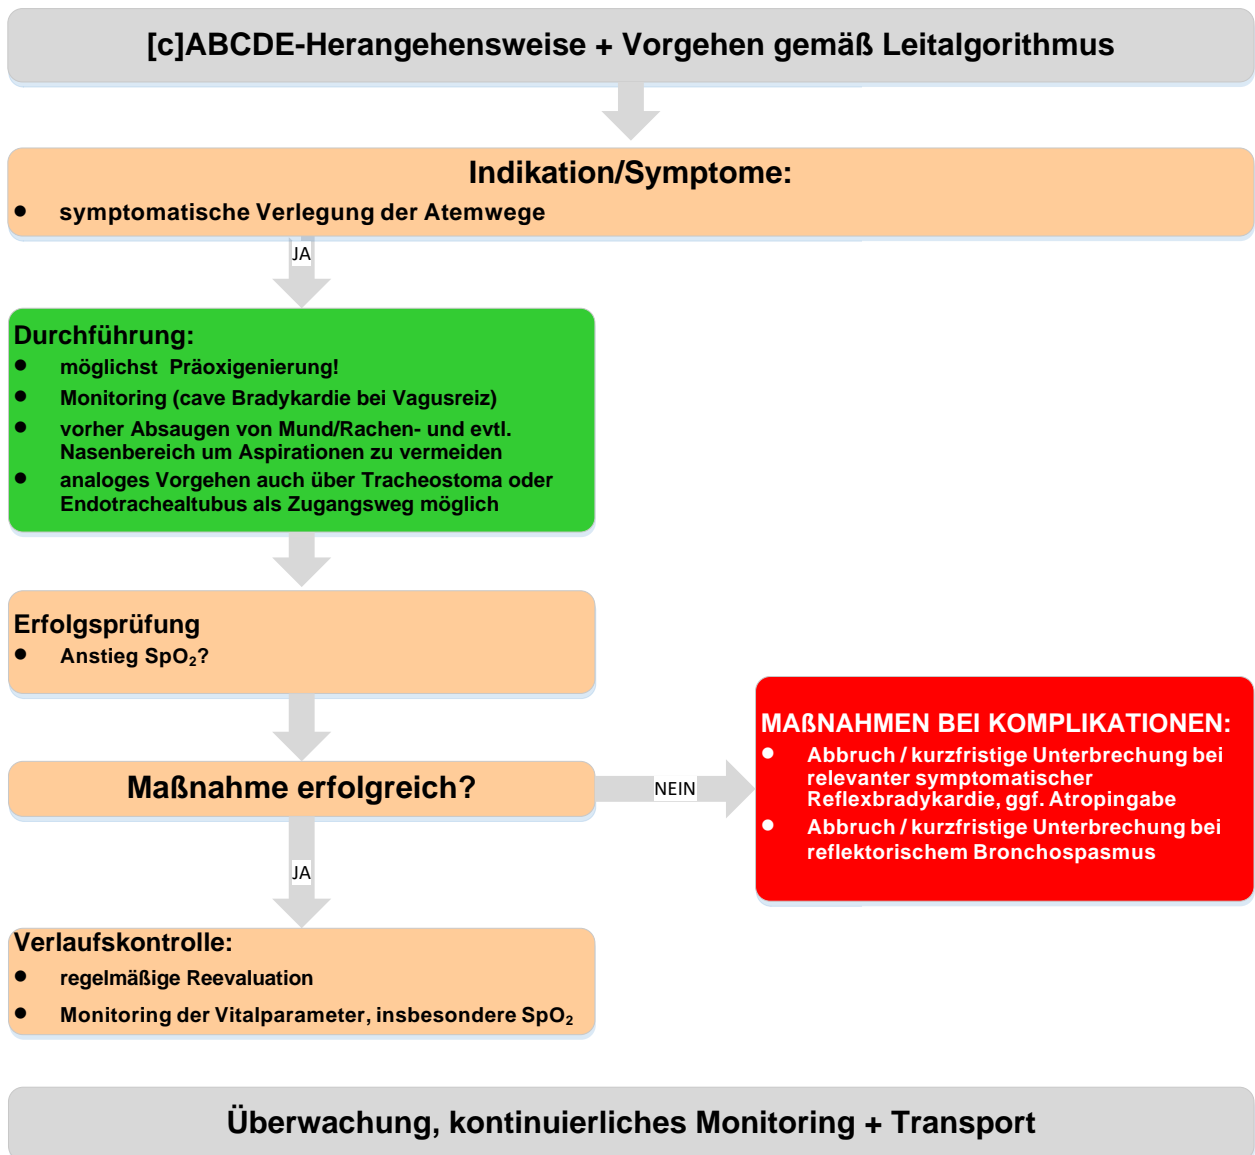 [c]ABCDE-Herangehensweise + Vorgehen gemäß Leitalgorithmus
Indikation/Symptome:
● symptomatische Verlegung der Atemwege
JA
Durchführung:
● möglichst Präoxigenierung!
● Monitoring (cave Bradykardie bei Vagusreiz)
● vorher Absaugen von Mund/Rachen- und evtl.
Nasenbereich um Aspirationen zu vermeiden
● analoges Vorgehen auch über Tracheostoma oder
Endotrachealtubus als Zugangsweg möglich
Erfolgsprüfung
● Anstieg SpO₂?
Maßnahme erfolgreich?
NEIN
MAßNAHMEN BEI KOMPLIKATIONEN:
● Abbruch / kurzfristige Unterbrechung bei
relevanter symptomatischer
Reflexbradykardie, ggf. Atropingabe
● Abbruch / kurzfristige Unterbrechung bei
reflektorischem Bronchospasmus
JA
Verlaufskontrolle:
● regelmäßige Reevaluation
● Monitoring der Vitalparameter, insbesondere SpO₂
Überwachung, kontinuierliches Monitoring + Transport